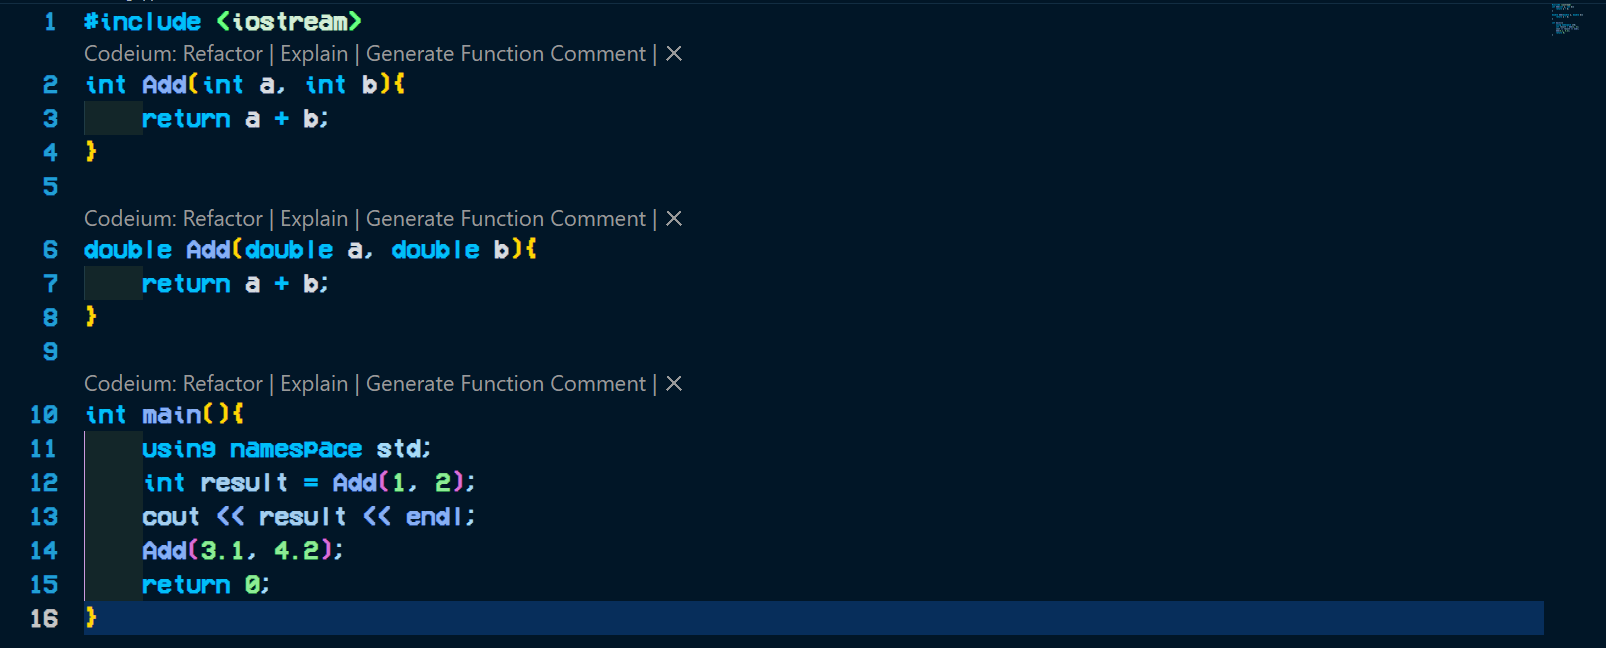 1 #include <iostream>
Codeium: Refactor | Explain | Generate Function Comment | ×
2 int Add(int a, int b){
3     return a + b;
4 }
5
Codeium: Refactor | Explain | Generate Function Comment | ×
6 double Add(double a, double b){
7     return a + b;
8 }
9
Codeium: Refactor | Explain | Generate Function Comment | ×
10 int main(){
11     using namespace std;
12     int result = Add(1, 2);
13     cout << result << endl;
14     Add(3.1, 4.2);
15     return 0;
16 }